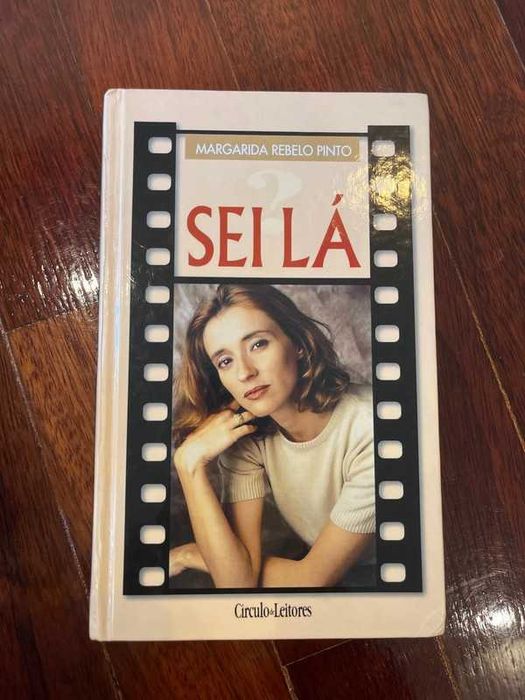 MARGARIDA REBELO PINTO
?
SEI LÁ
Círculo de Leitores